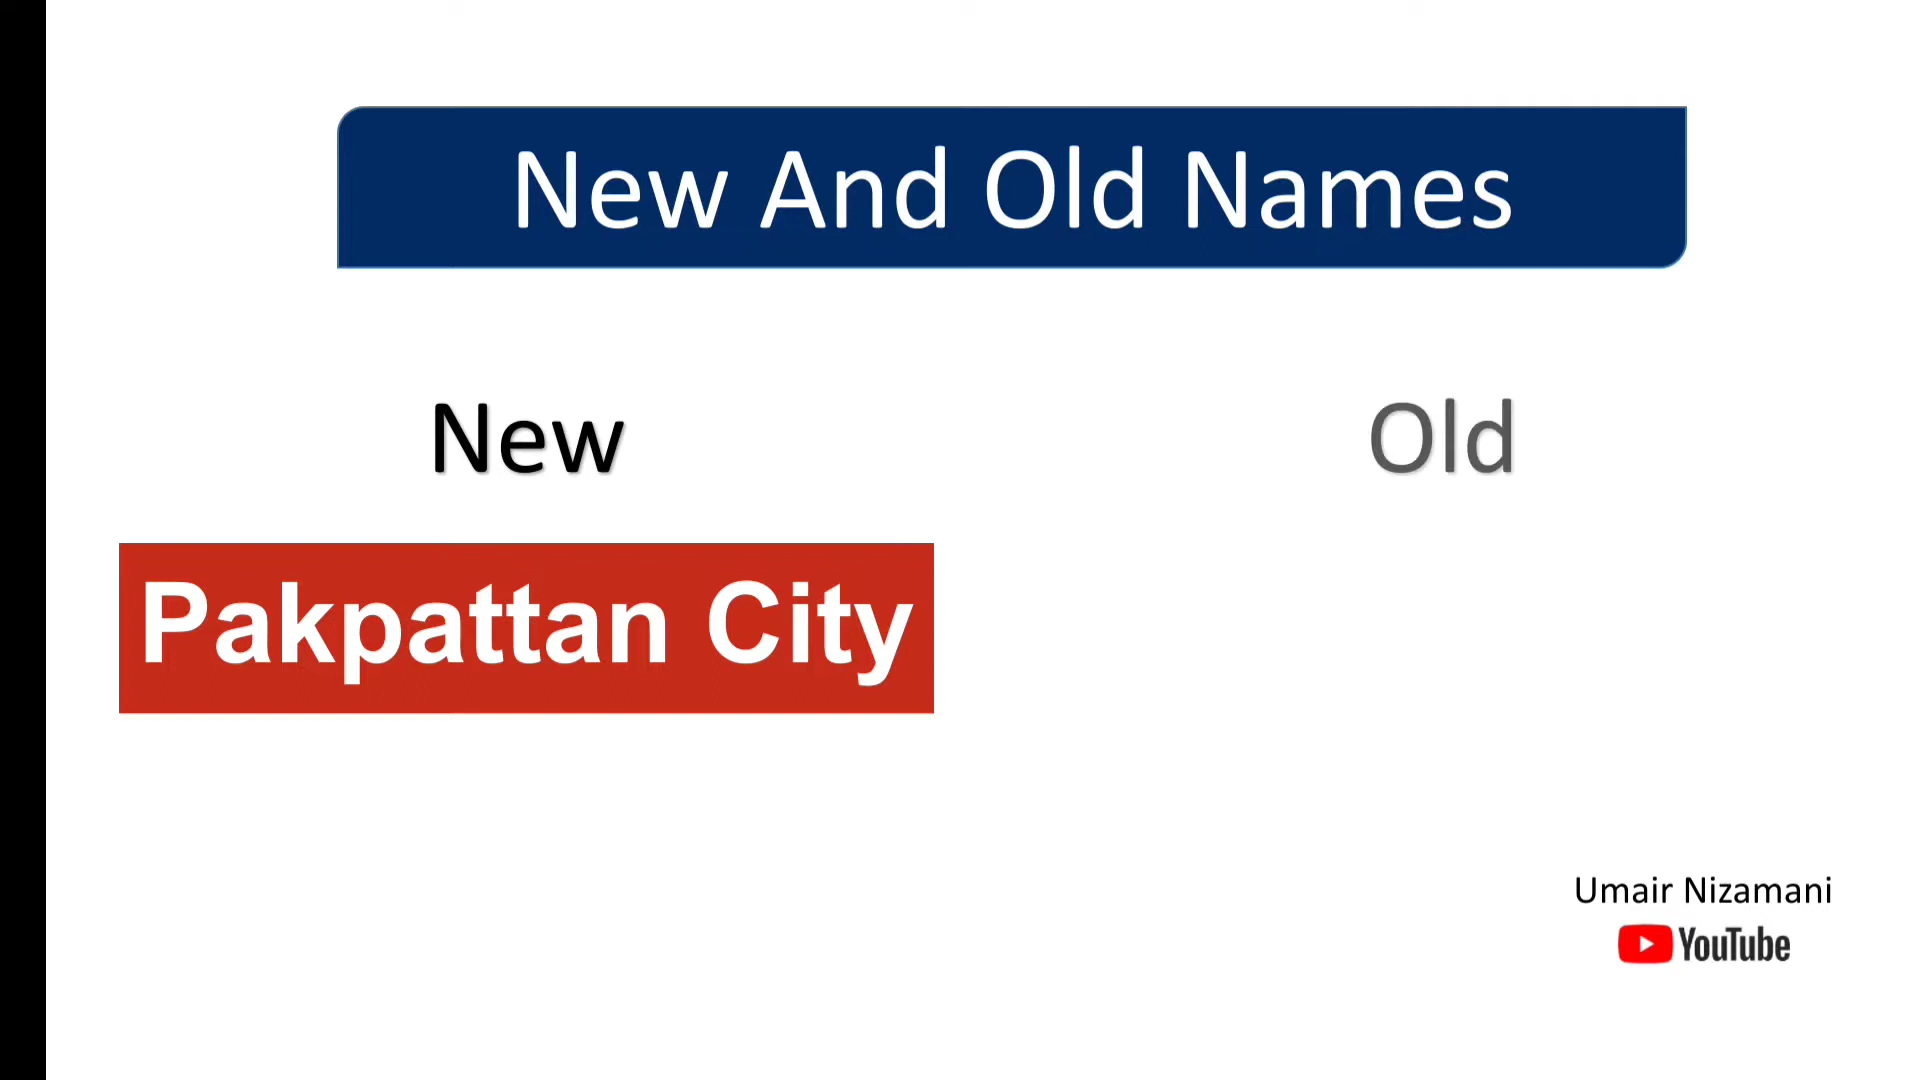 New And Old Names
New
Old
Pakpattan City
Umair Nizamani
YouTube